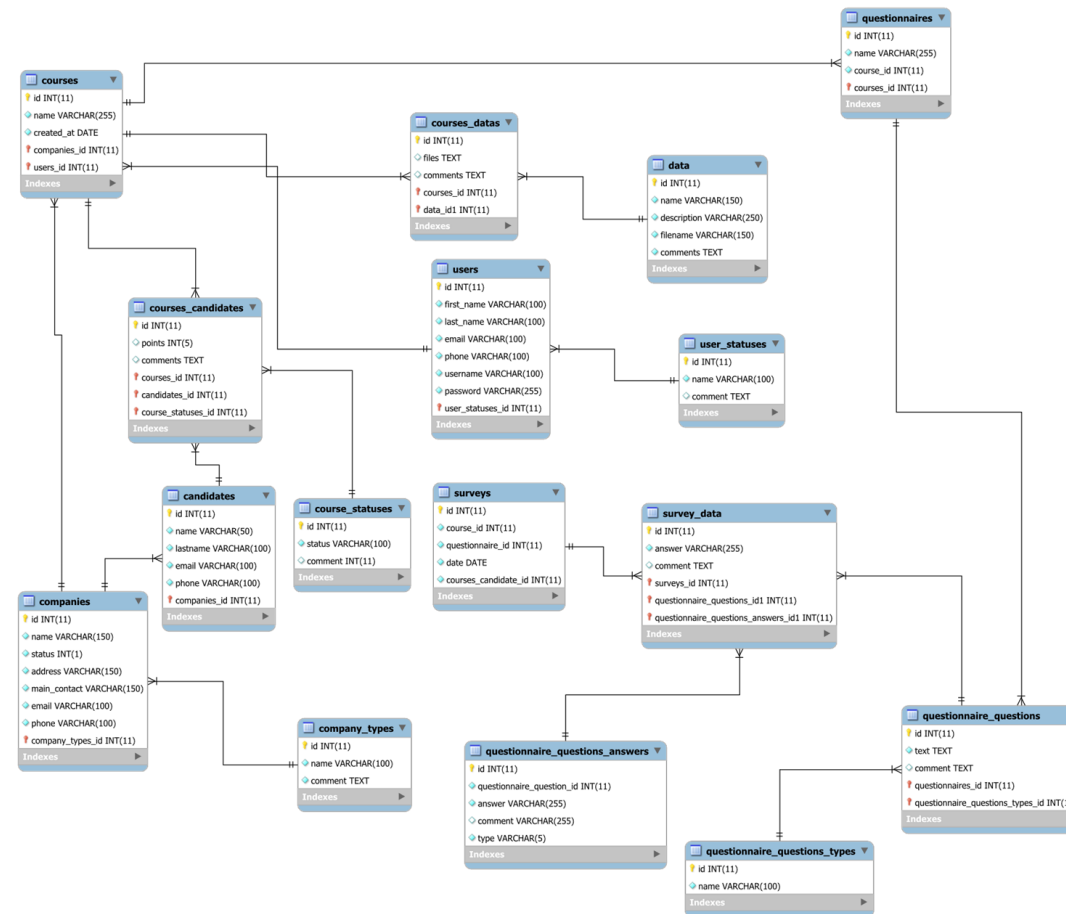 questionnaires
id INT(11)
name VARCHAR(255)
course_id INT(11)
courses_id INT(11)
Indexes
courses
id INT(11)
name VARCHAR(255)
created_at DATE
companies_id INT(11)
users_id INT(11)
Indexes
courses_datas
id INT(11)
files TEXT
comments TEXT
courses_id INT(11)
data_id1 INT(11)
Indexes
data
id INT(11)
name VARCHAR(150)
description VARCHAR(250)
filename VARCHAR(150)
comments TEXT
Indexes
users
id INT(11)
first_name VARCHAR(100)
last_name VARCHAR(100)
email VARCHAR(100)
phone VARCHAR(100)
username VARCHAR(100)
password VARCHAR(255)
user_statuses_id INT(11)
Indexes
courses_candidates
id INT(11)
points INT(5)
comments TEXT
courses_id INT(11)
candidates_id INT(11)
course_statuses_id INT(11)
Indexes
user_statuses
id INT(11)
name VARCHAR(100)
comment TEXT
Indexes
candidates
id INT(11)
name VARCHAR(50)
lastname VARCHAR(100)
email VARCHAR(100)
phone VARCHAR(100)
companies_id INT(11)
Indexes
course_statuses
id INT(11)
status VARCHAR(100)
comment INT(11)
Indexes
surveys
id INT(11)
course_id INT(11)
questionnaire_id INT(11)
date DATE
courses_candidate_id INT(11)
Indexes
survey_data
id INT(11)
answer VARCHAR(255)
comment TEXT
surveys_id INT(11)
questionnaire_questions_id1 INT(11)
questionnaire_questions_answers_id1 INT(11)
Indexes
companies
id INT(11)
name VARCHAR(150)
status INT(1)
address VARCHAR(150)
main_contact VARCHAR(150)
email VARCHAR(100)
phone VARCHAR(100)
company_types_id INT(11)
Indexes
company_types
id INT(11)
name VARCHAR(100)
comment TEXT
Indexes
questionnaire_questions_answers
id INT(11)
questionnaire_question_id INT(11)
answer VARCHAR(255)
comment VARCHAR(255)
type VARCHAR(5)
Indexes
questionnaire_questions
id INT(11)
text TEXT
comment TEXT
questionnaires_id INT(11)
questionnaire_questions_types_id INT(
Indexes
questionnaire_questions_types
id INT(11)
name VARCHAR(100)
Indexes